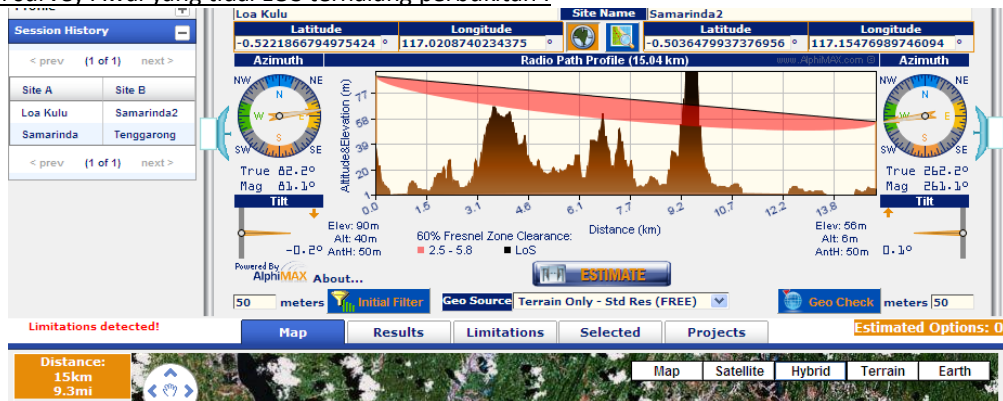 Session History
< prev (1 of 1) next >
Site A Site B
Loa Kulu Samarinda2
Samarinda Tenggarong
< prev (1 of 1) next >
Loa Kulu Site Name Samarinda2
Latitude Longitude Latitude Longitude
-0.5221866794975424 ° 117.0208740234375 ° -0.5036479937376956 ° 117.15476989746094 °
Azimuth Radio Path Profile (15.04 km) www.AlphiMAX.com © Azimuth
NW N NE W E SW S SE
True 82.2°
Mag 81.1°
Tilt
-0.2°
Altitude&Elevation (m)
77
58
39
20
1
0.0 1.5 3.1 4.6 6.1 7.7 9.2 10.7 12.2 13.8
Distance (km)
Elev: 90m
Alt: 40m
AntH: 50m
60% Fresnel Zone Clearance:
2.5 - 5.8 LoS
Elev: 56m
Alt: 6m
AntH: 50m
NW N NE W E SW S SE
True 262.2°
Mag 261.1°
Tilt
0.1°
Powered By
AlphiMAX About...
ESTIMATE
50 meters Initial Filter Geo Source Terrain Only - Std Res (FREE) Geo Check meters 50
Limitations detected!
Map Results Limitations Selected Projects
Estimated Options: 0
Distance:
15km
9.3mi
Map Satellite Hybrid Terrain Earth